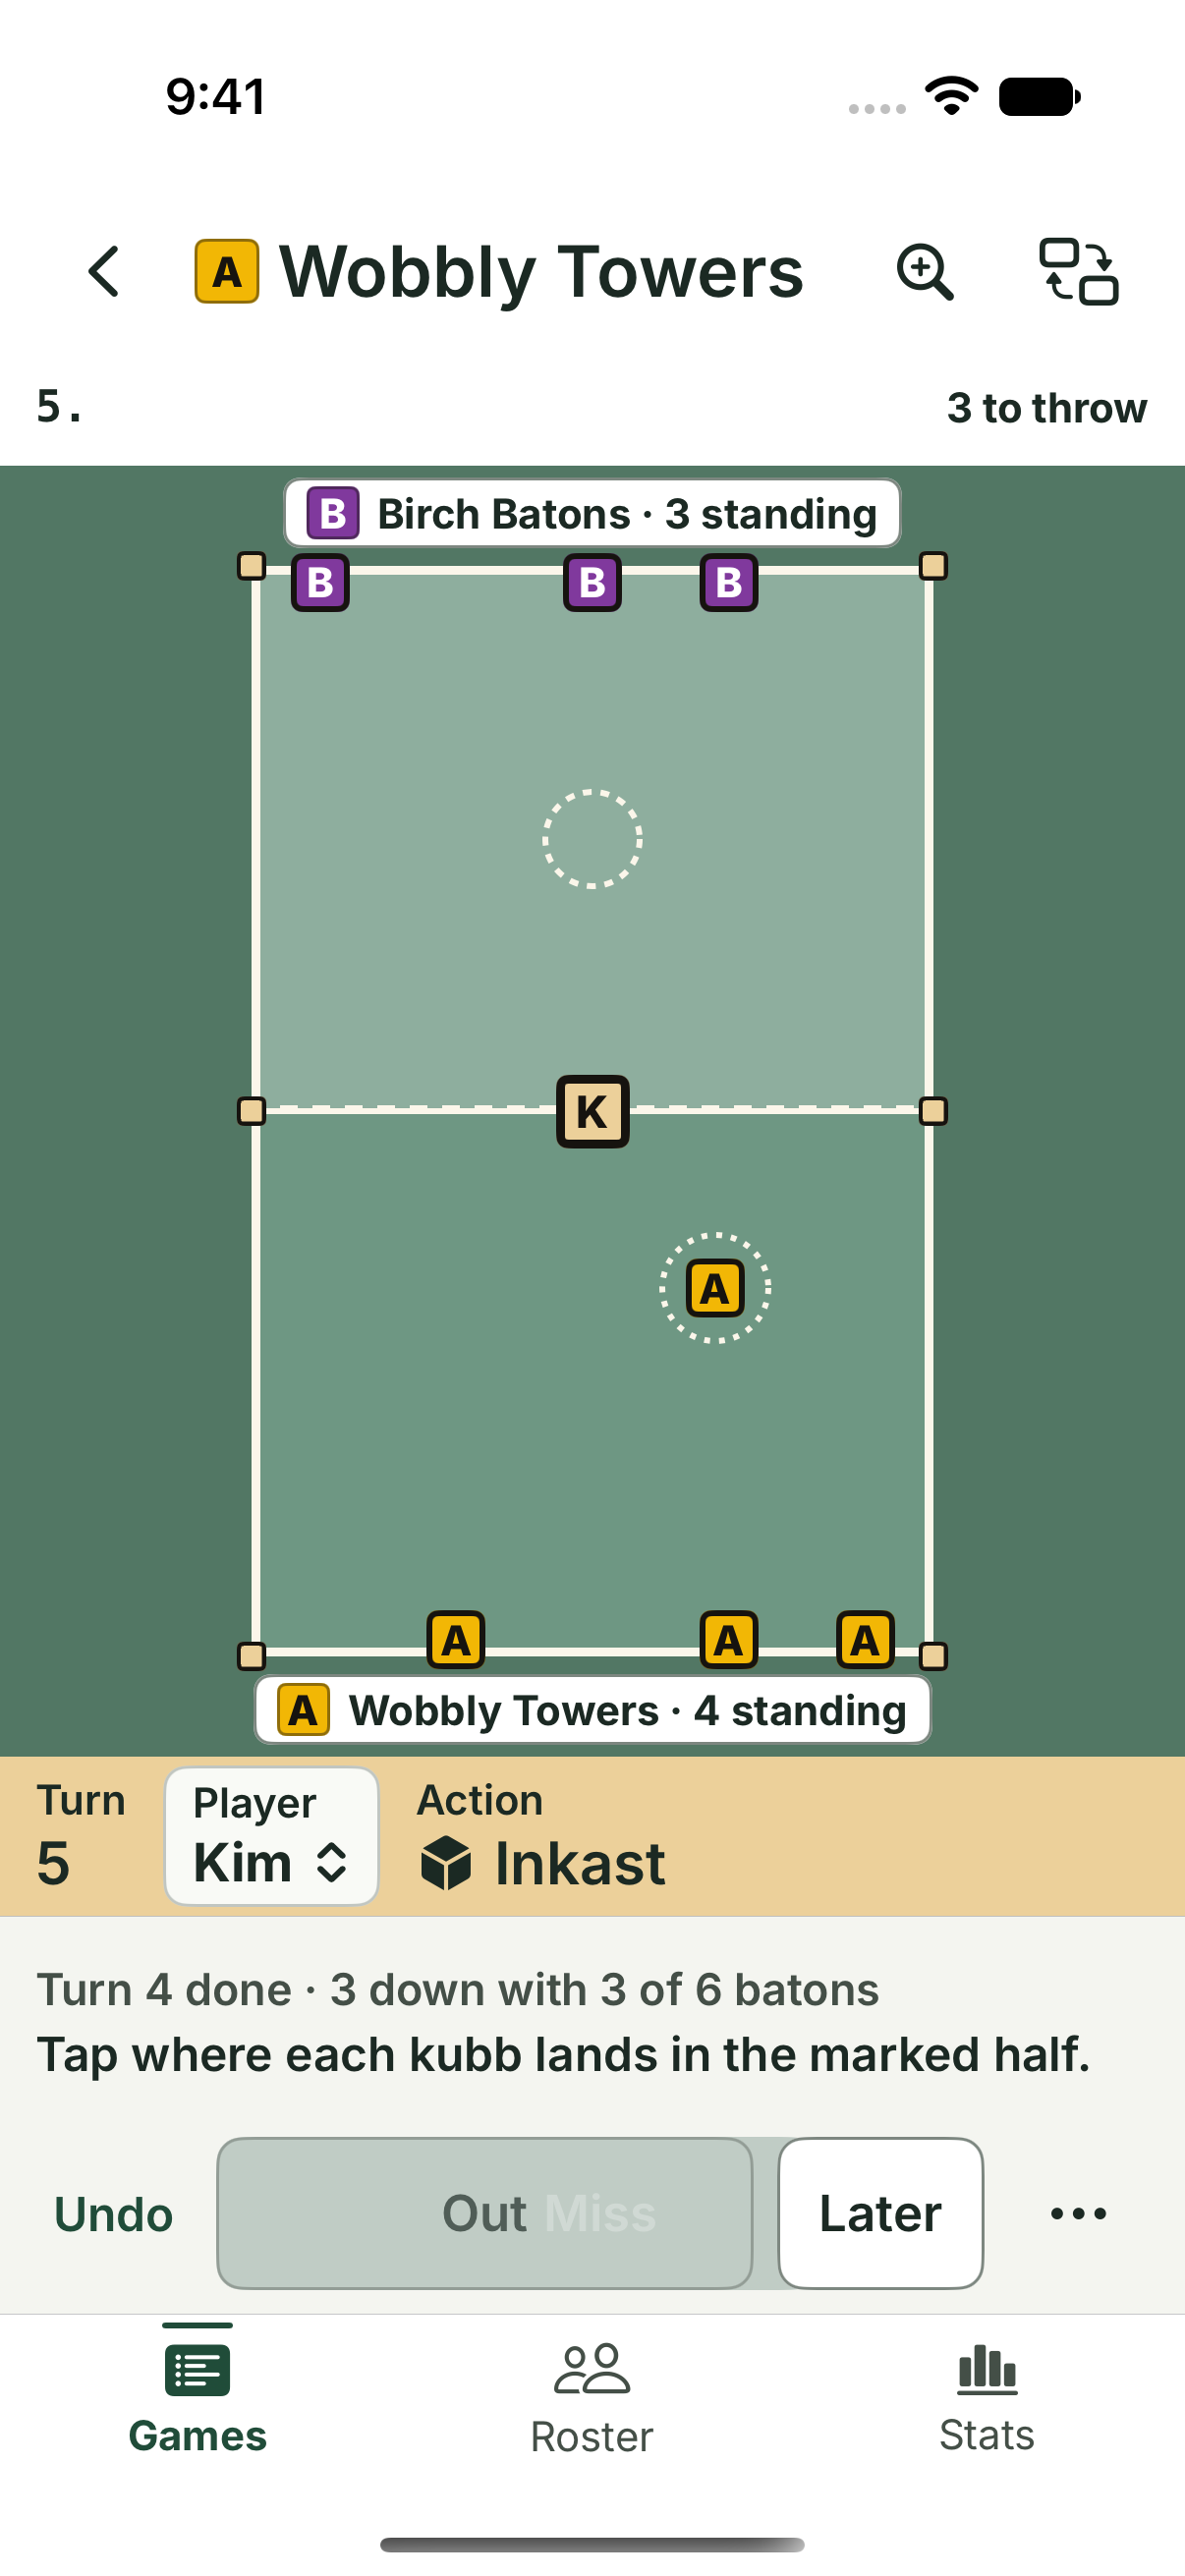 9:41
A Wobbly Towers
5.
3 to throw
B Birch Batons · 3 standing
B B B
K
A
A A A
A Wobbly Towers · 4 standing
Turn
5
Player
Kim
Action
Inkast
Turn 4 done · 3 down with 3 of 6 batons
Tap where each kubb lands in the marked half.
Undo
Out Miss
Later
Games
Roster
Stats